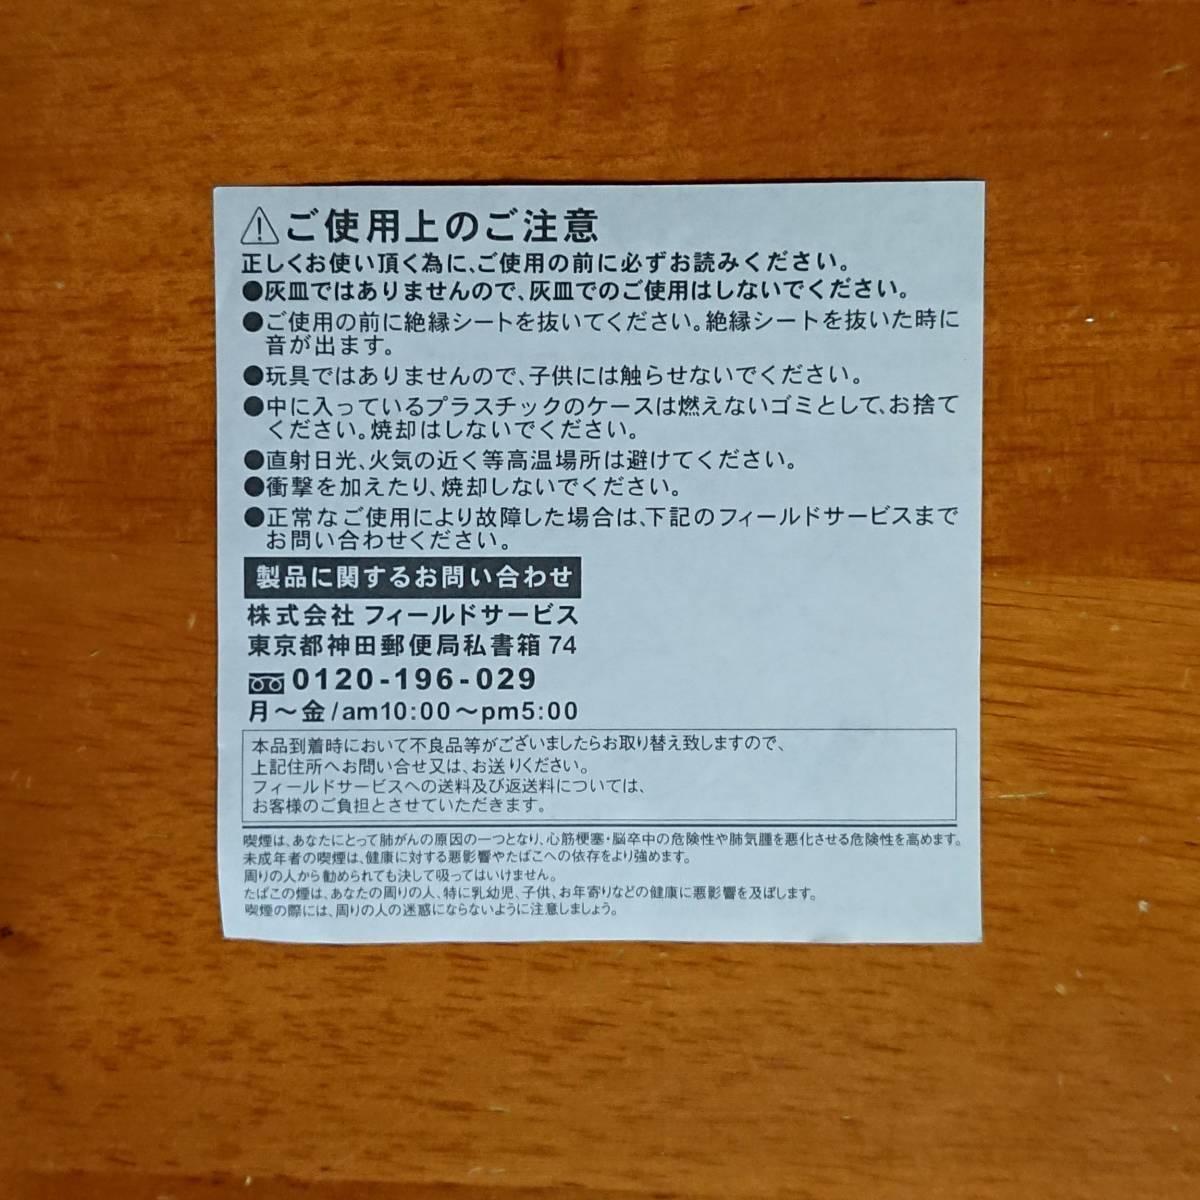 ご使用上のご注意
正しくお使い頂く為に、ご使用の前に必ずお読みください。
●灰皿ではありませんので、灰皿でのご使用はしないでください。
●ご使用の前に絶縁シートを抜いてください。絶縁シートを抜いた時に
音が出ます。
●玩具ではありませんので、子供には触らせないでください。
●中に入っているプラスチックのケースは燃えないゴミとして、お捨て
ください。焼却はしないでください。
●直射日光、火気の近く等高温場所は避けてください。
●衝撃を加えたり、焼却しないでください。
●正常なご使用により故障した場合は、下記のフィールドサービスまで
お問い合わせください。
製品に関するお問い合わせ
株式会社 フィールドサービス
東京都神田郵便局私書箱 74
0120-196-029
月～金/am10:00～pm5:00
本品到着時において不良品等がございましたらお取り替え致しますので、
上記住所へお問い合せ又は、お送りください。
フィールドサービスへの送料及び返送料については、
お客様のご負担とさせていただきます。
喫煙は、あなたにとって肺がんの原因の一つとなり、心筋梗塞・脳卒中の危険性や肺気腫を悪化させる危険性を高めます。
未成年者の喫煙は、健康に対する悪影響やたばこへの依存をより強めます。
周りの人から勧められても決して吸ってはいけません。
たばこの煙は、あなたの周りの人、特に乳幼児、子供、お年寄りなどの健康に悪影響を及ぼします。
喫煙の際には、周りの人の迷惑にならないように注意しましょう。